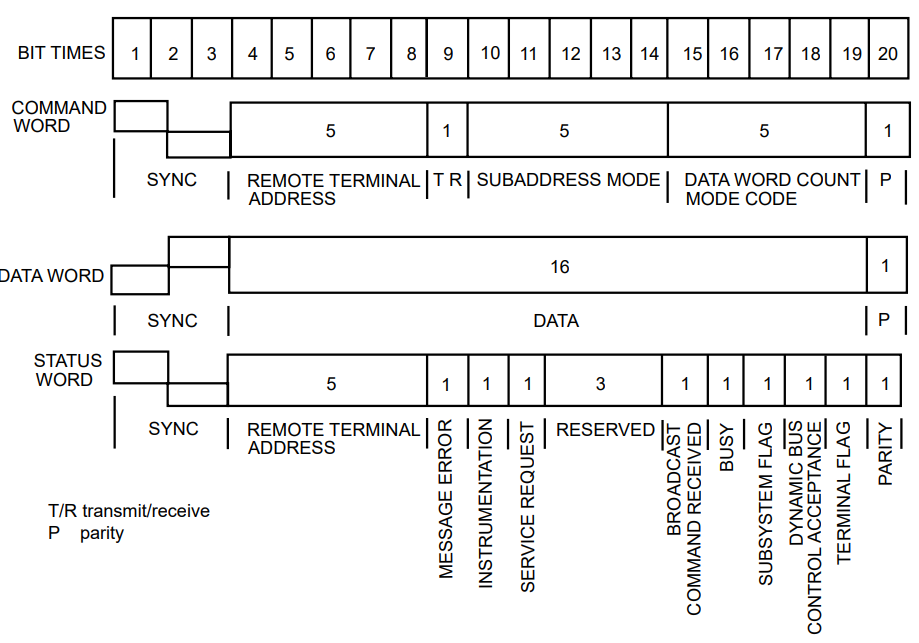 BIT TIMES 1 2 3 4 5 6 7 8 9 10 11 12 13 14 15 16 17 18 19 20
COMMAND
WORD
5 1 5 5 1
SYNC REMOTE TERMINAL T R SUBADDRESS MODE DATA WORD COUNT P
ADDRESS MODE CODE
DATA WORD 16 1
SYNC DATA P
STATUS
WORD
5 1 1 1 3 1 1 1 1 1 1
SYNC REMOTE TERMINAL
ADDRESS
MESSAGE ERROR
INSTRUMENTATION
SERVICE REQUEST
RESERVED
BROADCAST
COMMAND RECEIVED
BUSY
SUBSYSTEM FLAG
DYNAMIC BUS
CONTROL ACCEPTANCE
TERMINAL FLAG
PARITY
T/R transmit/receive
P parity